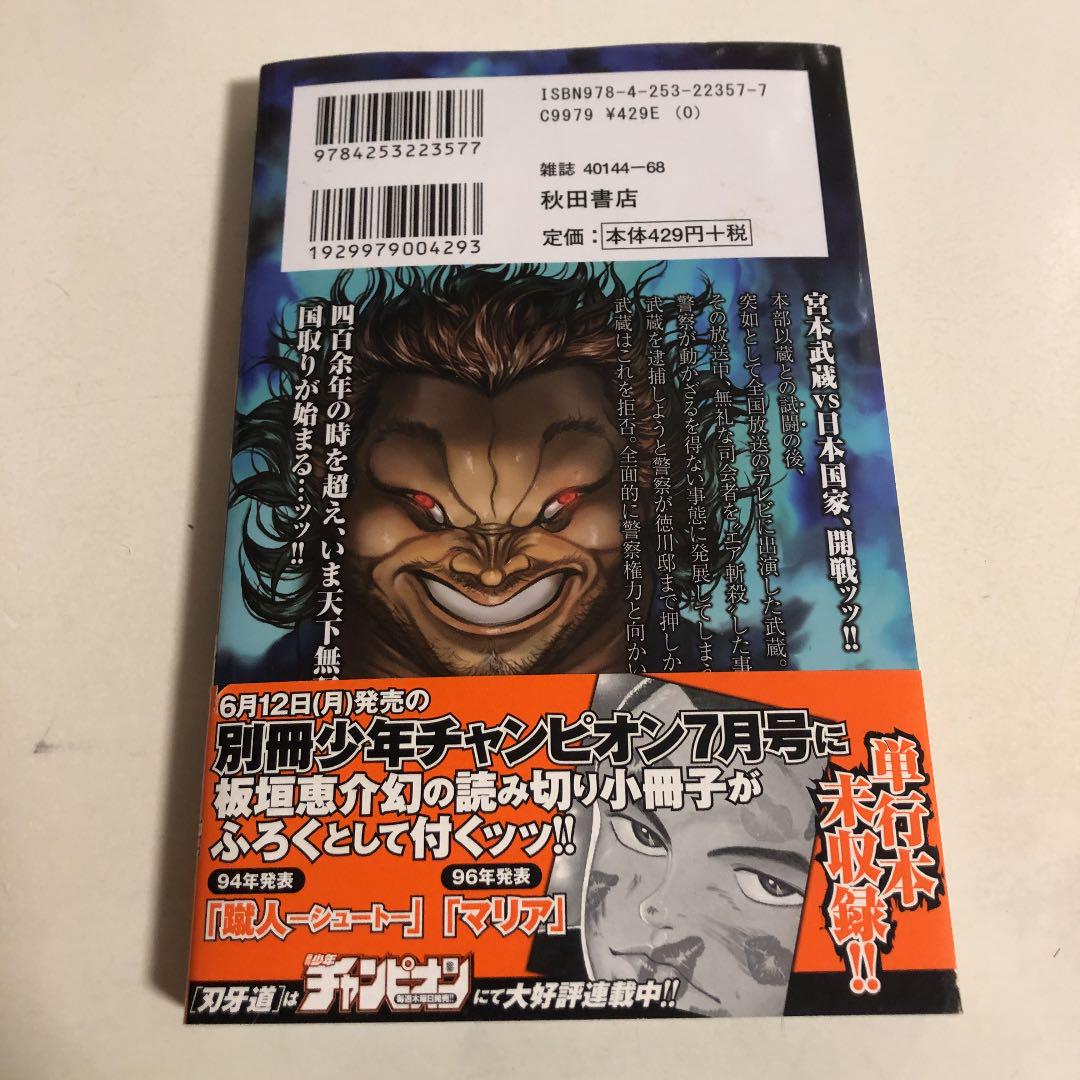 ISBN978-4-253-22357-7
C9979 ¥429E (0)
9784253223577
雑誌 40144-68
秋田書店
1929979004293
定価：本体429円+税
宮本武蔵vs日本国家、開戦ッッ!!
本部以蔵との試闘の後、
突如として全国放送のテレビに出演した武蔵。
その放送中、無礼な司会者を〝エア斬殺〟した事
警察が動かざるを得ない事態に発展してしまう
武蔵を逮捕しようと警察が徳川邸まで押しか
武蔵はこれを拒否。全面的に警察権力と向かい
四百余年の時を超え、いま天下無
国取りが始まる…ッッ!!
6月12日(月)発売の
別冊少年チャンピオン7月号に
板垣恵介幻の読み切り小冊子が
ふろくとして付くッッ!!
94年発表
「蹴人―シュート―」
96年発表
「マリア」
単行本
未収録!!
[刃牙道]は少年チャンピオン毎週木曜日発売!!にて大好評連載中!!